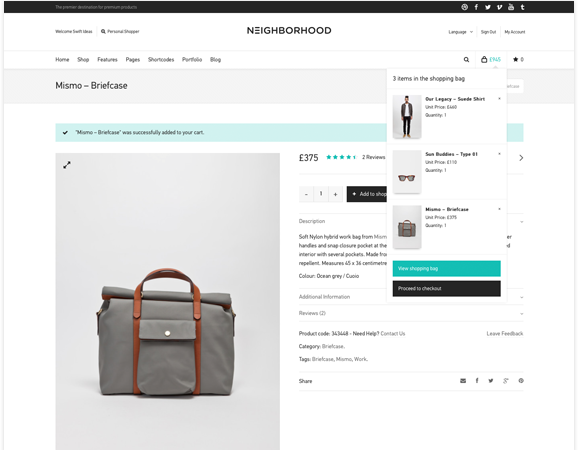 The premier destination for premium products
Welcome Swift Ideas
Personal Shopper
NEIGHBORHOOD
Language
Sign Out
My Account
Home Shop Features Pages Shortcodes Portfolio Blog
£945
0
Mismo – Briefcase
3 items in the shopping bag
Our Legacy – Suede Shirt
Unit Price: £460
Quantity: 1
"Mismo – Briefcase" was successfully added to your cart.
£375
2 Reviews
Sun Buddies – Type 01
Unit Price: £110
Quantity: 1
- 1 +
Add to shop
Mismo – Briefcase
Unit Price: £375
Quantity: 1
Description
Soft Nylon hybrid work bag from Mism
handles and snap closure pocket at the
interior with several pockets. Made fro
repellent. Measures 45 x 36 centimetre
Colour: Ocean grey / Cuoio
View shopping bag
Proceed to checkout
Additional Information
Reviews (2)
Product code: 343448 - Need Help? Contact Us
Leave Feedback
Category: Briefcase.
Tags: Briefcase, Mismo, Work.
Share